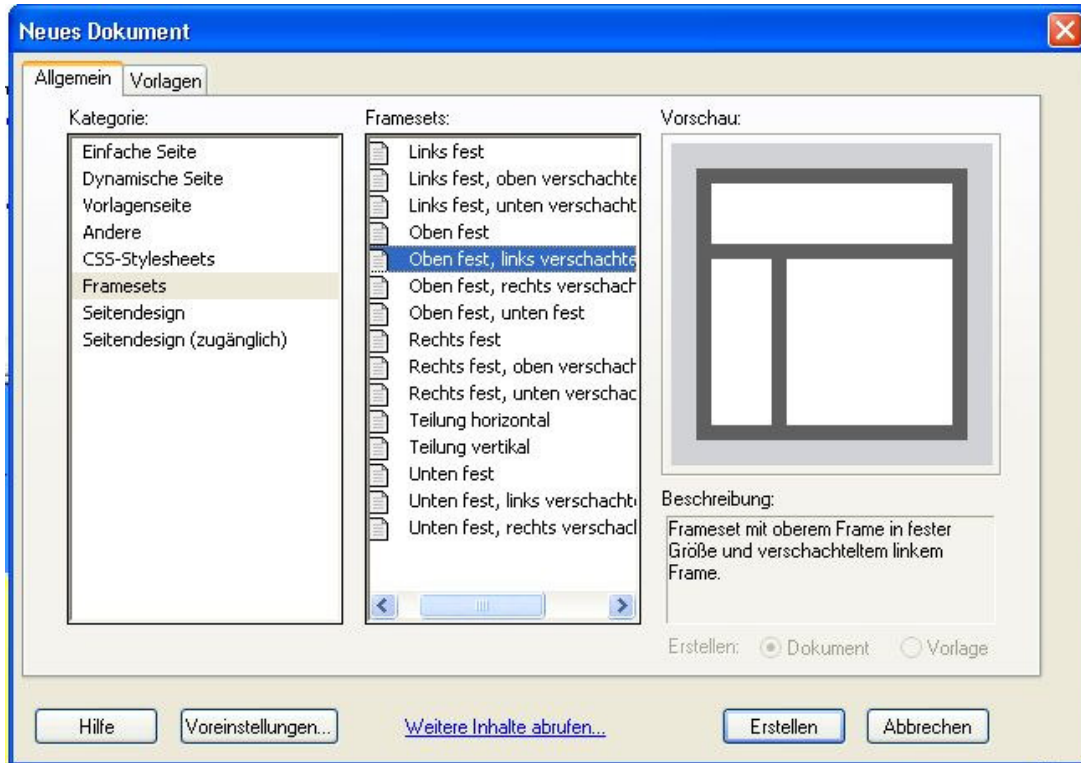 Neues Dokument
Allgemein
Vorlagen
Kategorie:
Einfache Seite
Dynamische Seite
Vorlagenseite
Andere
CSS-Stylesheets
Framesets
Seitendesign
Seitendesign (zugänglich)
Framesets:
Links fest
Links fest, oben verschachte
Links fest, unten verschacht
Oben fest
Oben fest, links verschachte
Oben fest, rechts verschach
Oben fest, unten fest
Rechts fest
Rechts fest, oben verschach
Rechts fest, unten verschac
Teilung horizontal
Teilung vertikal
Unten fest
Unten fest, links verschacht
Unten fest, rechts verschach
Vorschau:
Beschreibung:
Frameset mit oberem Frame in fester
Größe und verschachteltem linkem
Frame.
Erstellen:
Dokument
Vorlage
Hilfe
Voreinstellungen...
Weitere Inhalte abrufen...
Erstellen
Abbrechen